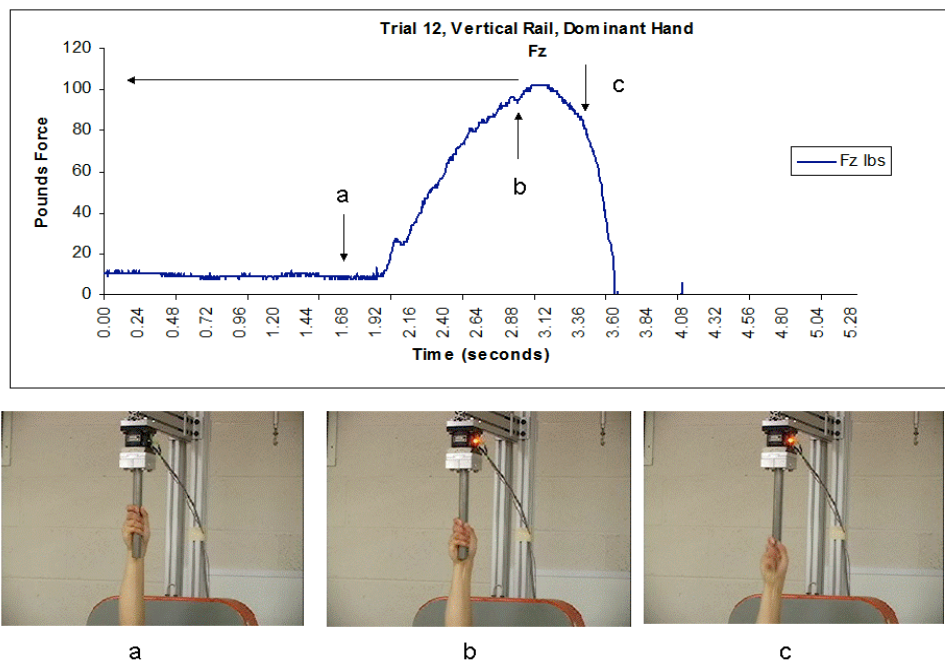 Trial 12, Vertical Rail, Dominant Hand
Fz
120
100
80
60
40
20
0
Pounds Force
a
b
c
Fz lbs
0.00 0.24 0.48 0.72 0.96 1.20 1.44 1.68 1.92 2.16 2.40 2.64 2.88 3.12 3.36 3.60 3.84 4.08 4.32 4.56 4.80 5.04 5.28
Time (seconds)
a b c